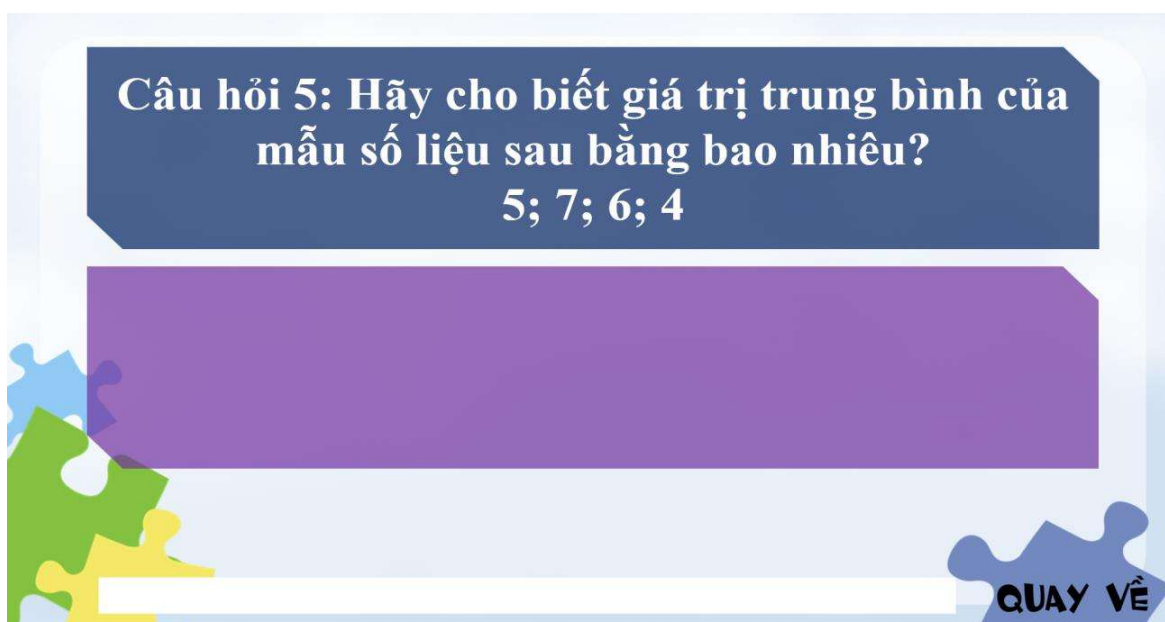 Câu hỏi 5: Hãy cho biết giá trị trung bình của
mẫu số liệu sau bằng bao nhiêu?
5; 7; 6; 4
QUAY VỀ